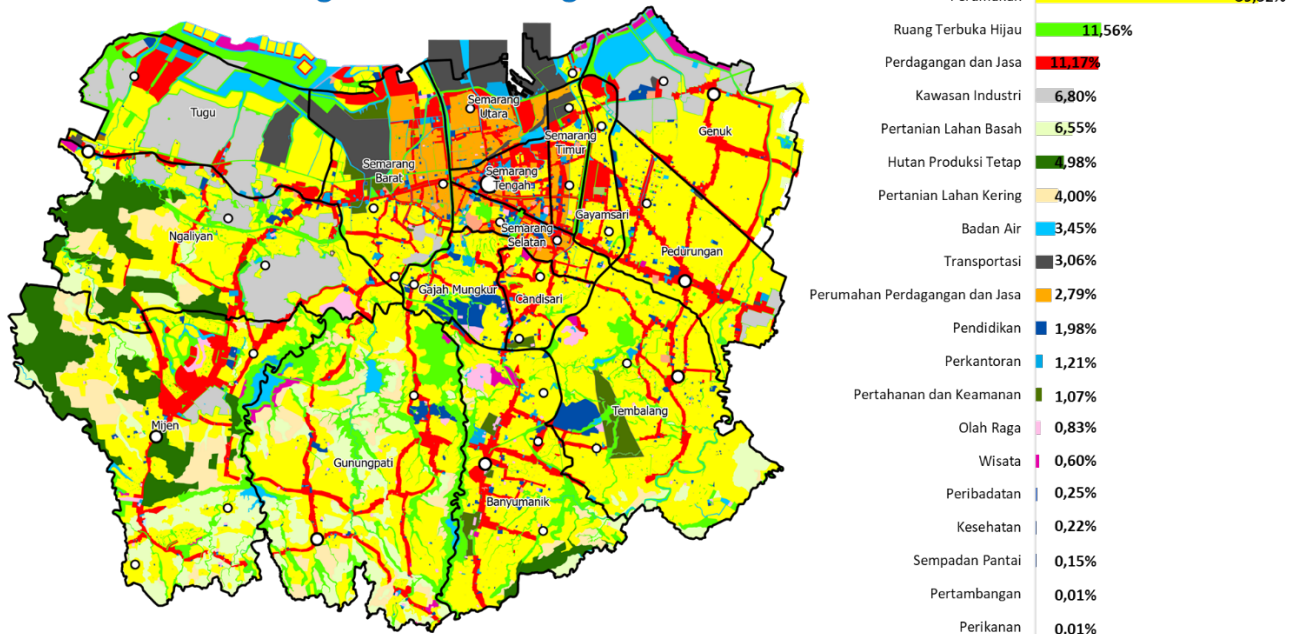 Ruang Terbuka Hijau 11,56%
Perdagangan dan Jasa 11,17%
Kawasan Industri 6,80%
Pertanian Lahan Basah 6,55%
Hutan Produksi Tetap 4,98%
Pertanian Lahan Kering 4,00%
Badan Air 3,45%
Transportasi 3,06%
Perumahan Perdagangan dan Jasa 2,79%
Pendidikan 1,98%
Perkantoran 1,21%
Pertahanan dan Keamanan 1,07%
Olah Raga 0,83%
Wisata 0,60%
Peribadatan 0,25%
Kesehatan 0,22%
Sempadan Pantai 0,15%
Pertambangan 0,01%
Perikanan 0,01%
Tugu
Semarang
Utara
Genuk
Semarang
Timur
Semarang
Barat
Semarang
Tengah
Gayamsari
Semarang
Selatan
Ngaliyan
Pedurungan
Gajah Mungkur
Candisari
Tembalang
Mijen
Gunungpati
Banyumanik